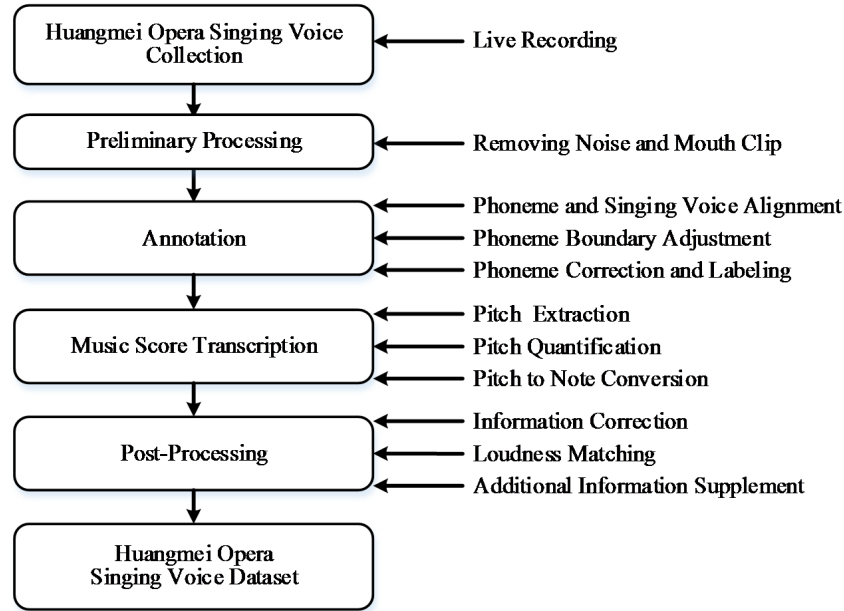 Huangmei Opera Singing Voice
Collection
Live Recording
Preliminary Processing
Removing Noise and Mouth Clip
Annotation
Phoneme and Singing Voice Alignment
Phoneme Boundary Adjustment
Phoneme Correction and Labeling
Music Score Transcription
Pitch Extraction
Pitch Quantification
Pitch to Note Conversion
Post-Processing
Information Correction
Loudness Matching
Additional Information Supplement
Huangmei Opera
Singing Voice Dataset